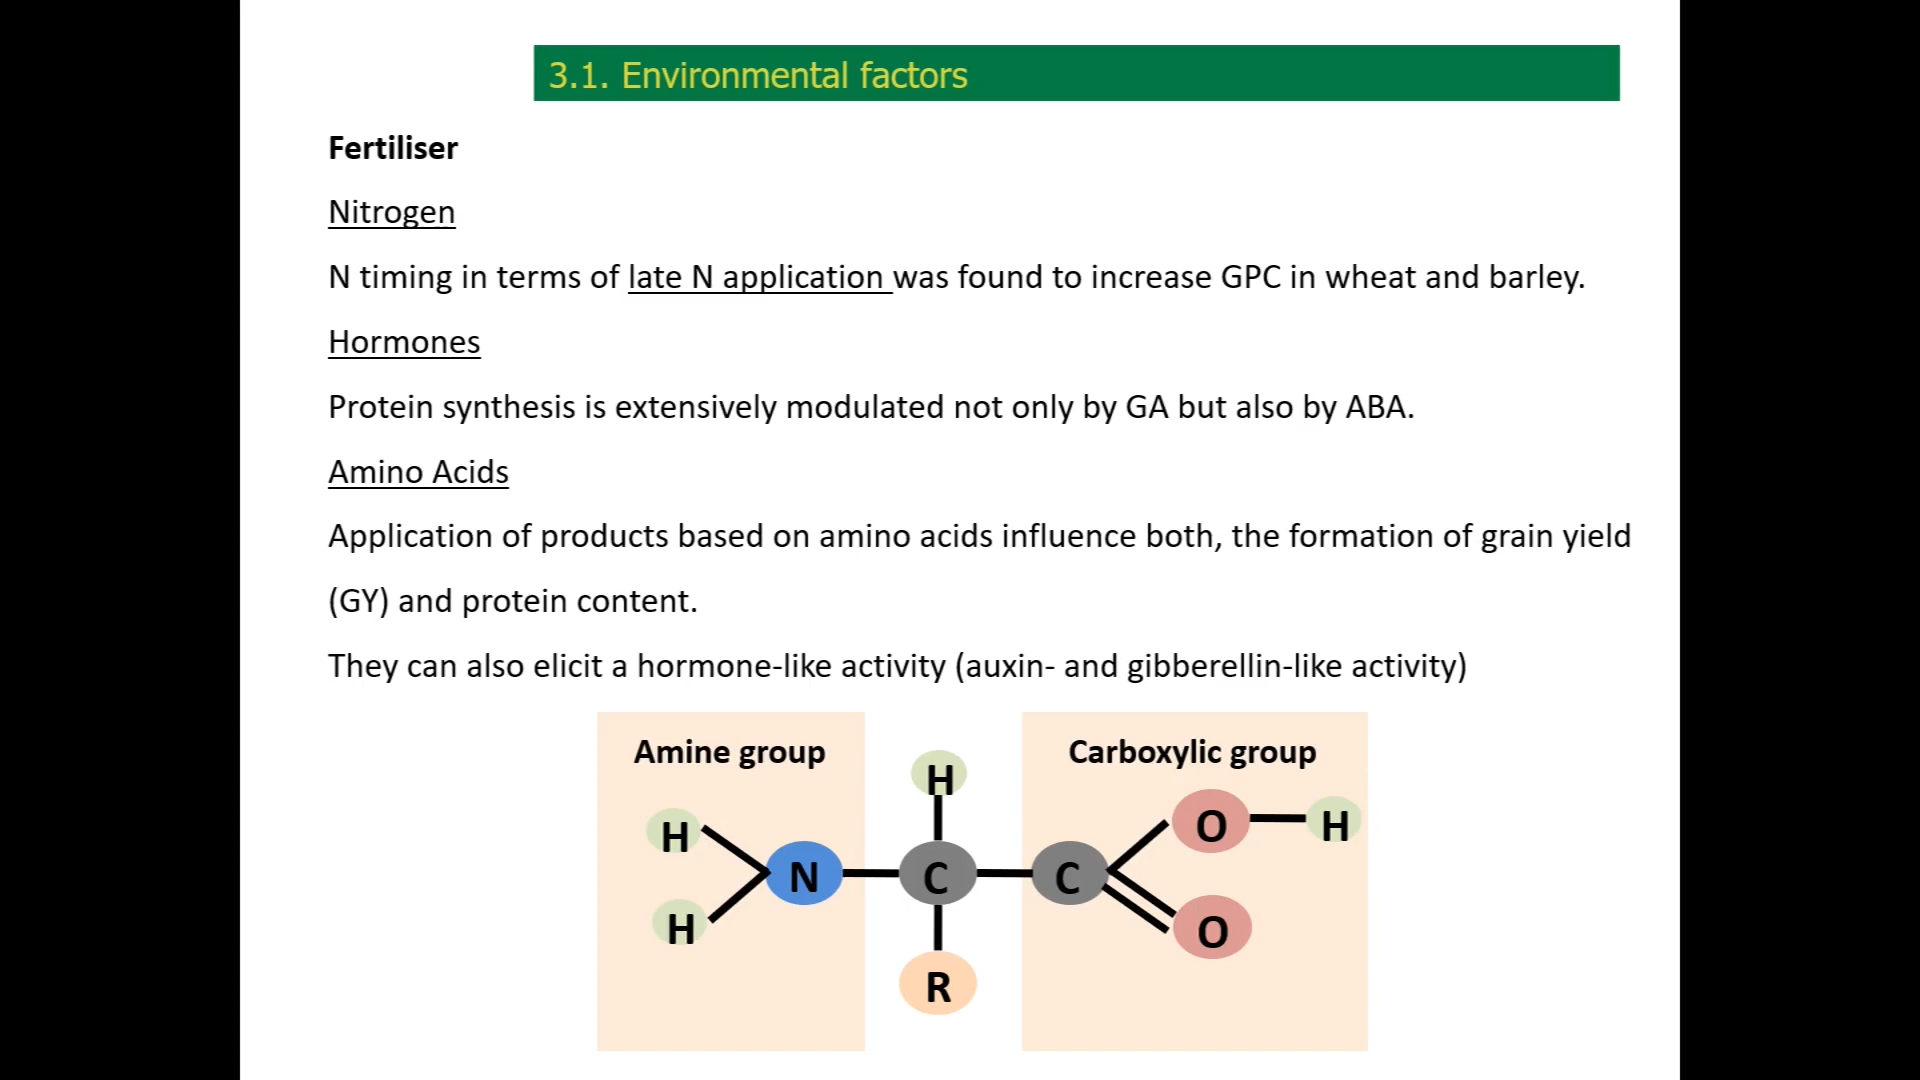 3.1. Environmental factors
Fertiliser
Nitrogen
N timing in terms of late N application was found to increase GPC in wheat and barley.
Hormones
Protein synthesis is extensively modulated not only by GA but also by ABA.
Amino Acids
Application of products based on amino acids influence both, the formation of grain yield
(GY) and protein content.
They can also elicit a hormone-like activity (auxin- and gibberellin-like activity)
Amine group
Carboxylic group
H
H
O
H
H
N
C
C
H
O
R